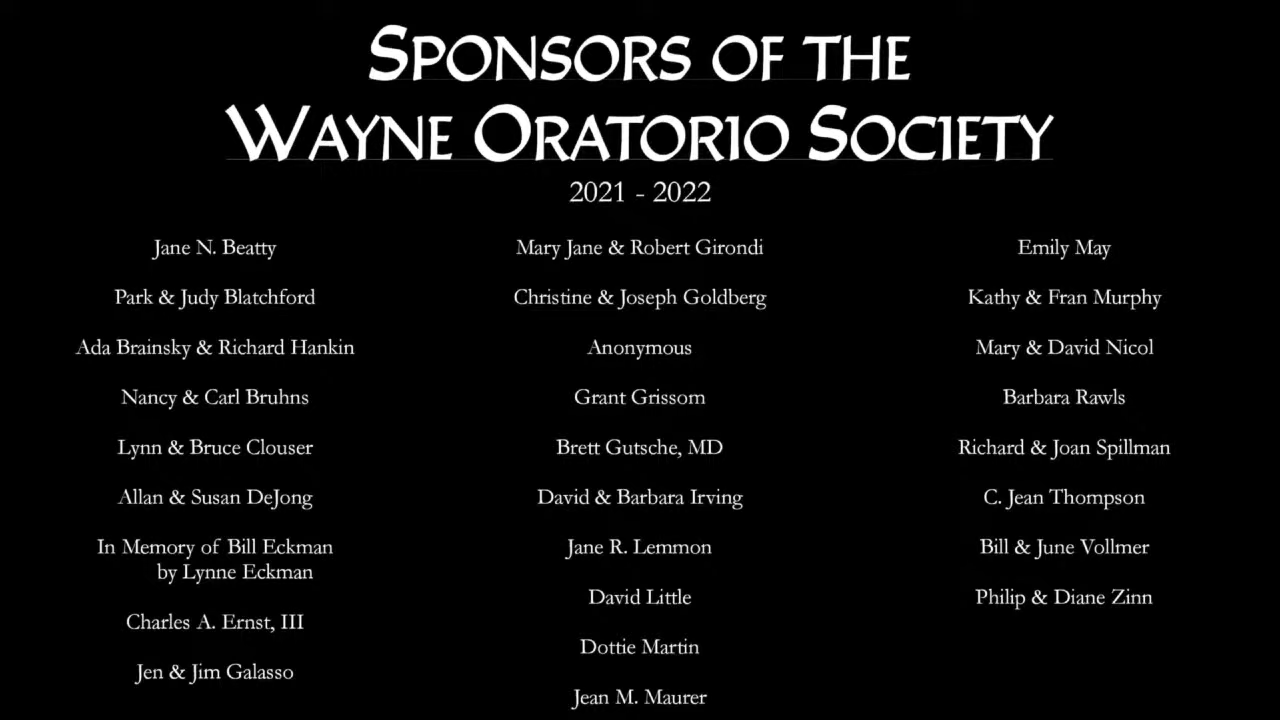 SPONSORS OF THE
WAYNE ORATORIO SOCIETY
2021 - 2022
Jane N. Beatty
Park & Judy Blatchford
Ada Brainsky & Richard Hankin
Nancy & Carl Bruhns
Lynn & Bruce Clouser
Allan & Susan DeJong
In Memory of Bill Eckman
by Lynne Eckman
Charles A. Ernst, III
Jen & Jim Galasso
Mary Jane & Robert Girondi
Christine & Joseph Goldberg
Anonymous
Grant Grissom
Brett Gutsche, MD
David & Barbara Irving
Jane R. Lemmon
David Little
Dottie Martin
Jean M. Maurer
Emily May
Kathy & Fran Murphy
Mary & David Nicol
Barbara Rawls
Richard & Joan Spillman
C. Jean Thompson
Bill & June Vollmer
Philip & Diane Zinn